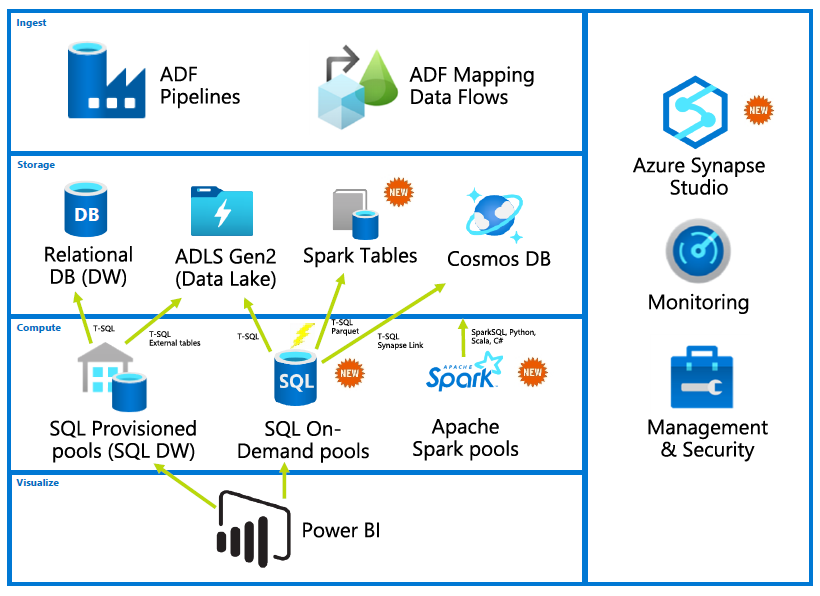 Ingest
ADF
Pipelines
ADF Mapping
Data Flows
NEW
Azure Synapse
Studio
Monitoring
Management
& Security
Storage
DB
NEW
Relational
DB (DW)
ADLS Gen2
(Data Lake)
Spark Tables
Cosmos DB
Compute
T-SQL
T-SQL
External tables
T-SQL
T-SQL
Parquet
T-SQL
Synapse Link
SparkSQL, Python,
Scala, C#
SQL
NEW
APACHE
Spark
NEW
SQL Provisioned
pools (SQL DW)
SQL On-
Demand pools
Apache
Spark pools
Visualize
Power BI